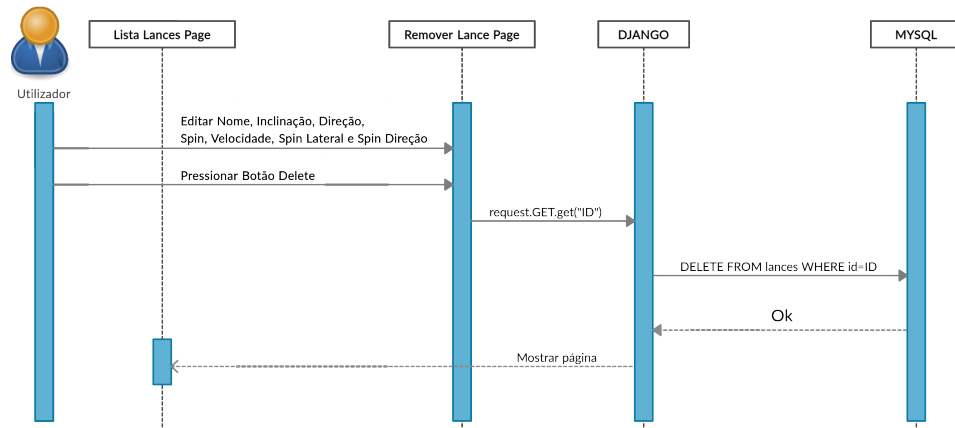 Lista Lances Page
Remover Lance Page
DJANGO
MYSQL
Utilizador
Editar Nome, Inclinação, Direção,
Spin, Velocidade, Spin Lateral e Spin Direção
Pressionar Botão Delete
request.GET.get("ID")
DELETE FROM lances WHERE id=ID
Ok
Mostrar página